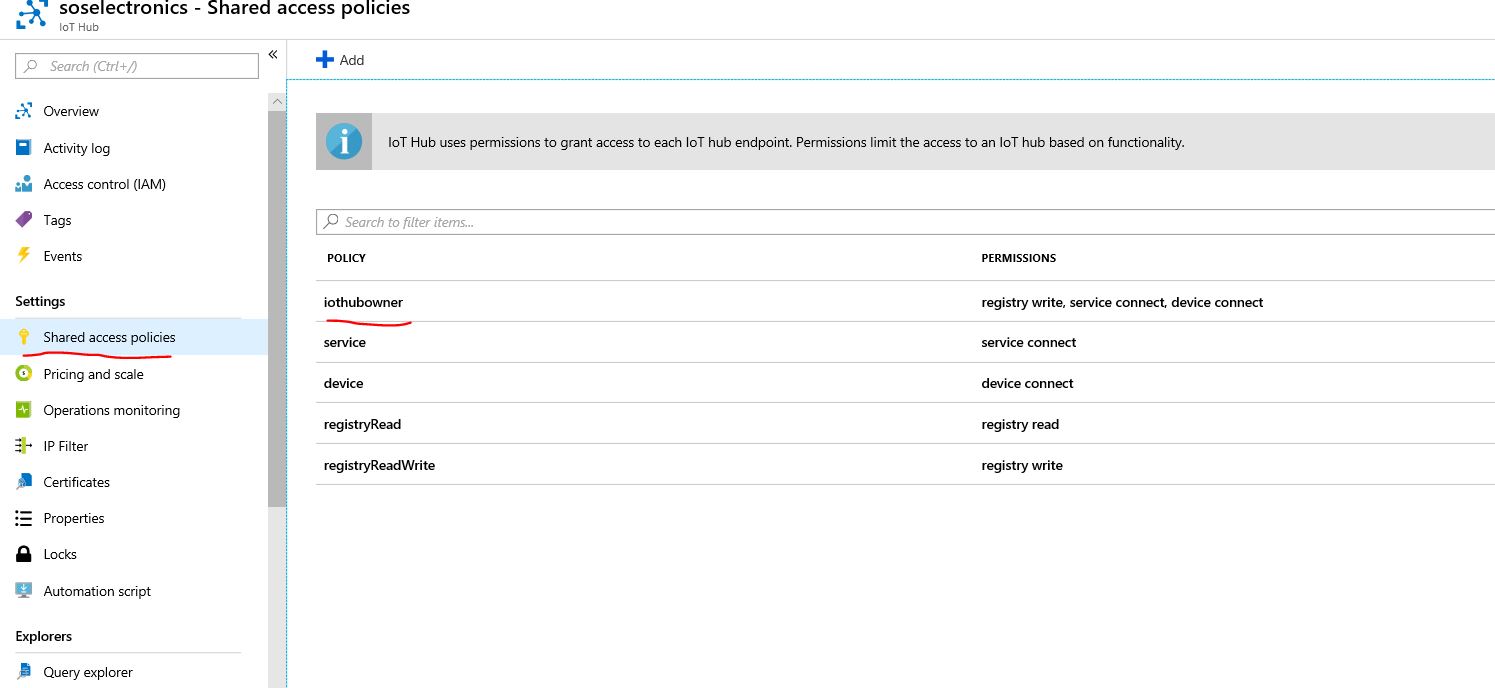 soselectronics - Shared access policies
IoT Hub
Search (Ctrl+/)
«
Overview
Activity log
Access control (IAM)
Tags
Events
Settings
Shared access policies
Pricing and scale
Operations monitoring
IP Filter
Certificates
Properties
Locks
Automation script
Explorers
Query explorer
Add
IoT Hub uses permissions to grant access to each IoT hub endpoint. Permissions limit the access to an IoT hub based on functionality.
Search to filter items...
POLICY PERMISSIONS
iothubowner registry write, service connect, device connect
service service connect
device device connect
registryRead registry read
registryReadWrite registry write